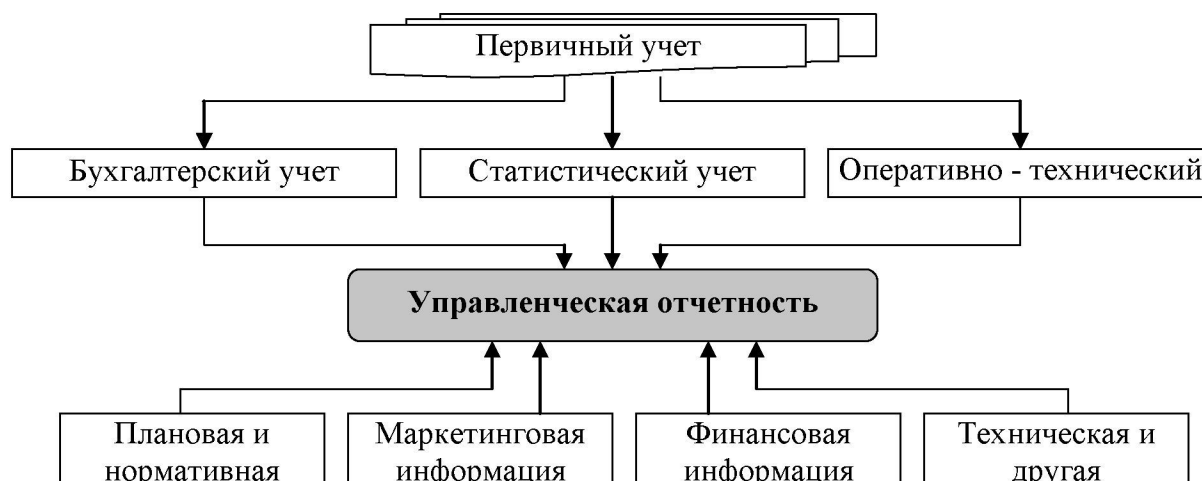 Первичный учет
Бухгалтерский учет
Статистический учет
Оперативно - технический
Управленческая отчетность
Плановая и
нормативная
Маркетинговая
информация
Финансовая
информация
Техническая и
другая